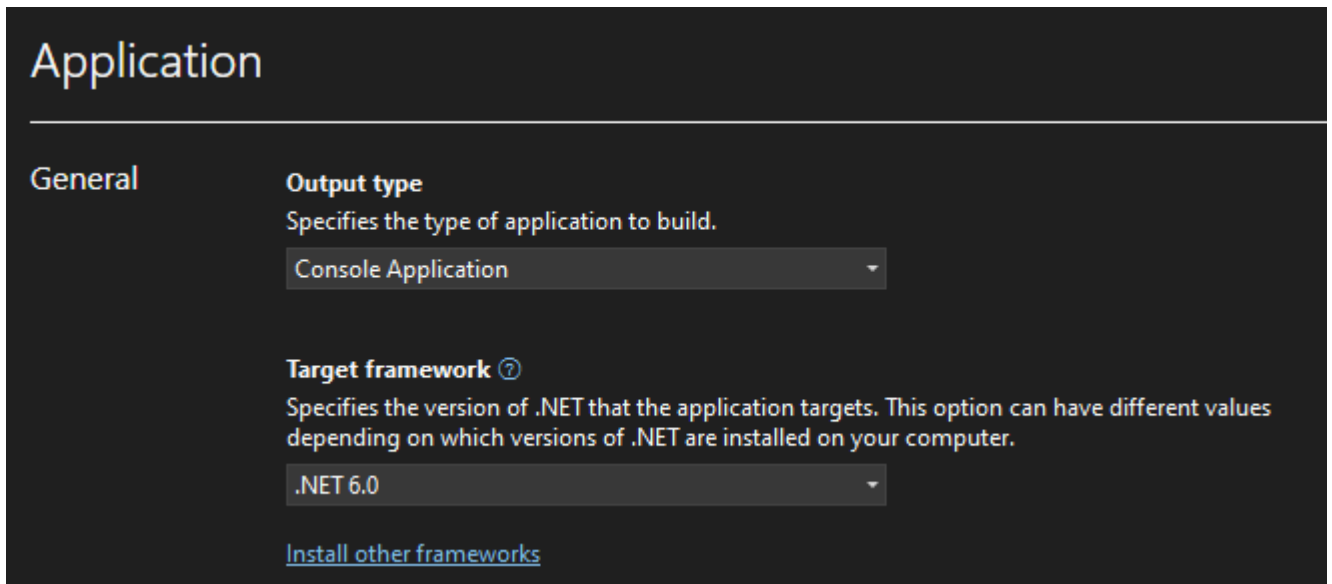 Application
General
Output type
Specifies the type of application to build.
Console Application
Target framework
Specifies the version of .NET that the application targets. This option can have different values
depending on which versions of .NET are installed on your computer.
.NET 6.0
Install other frameworks